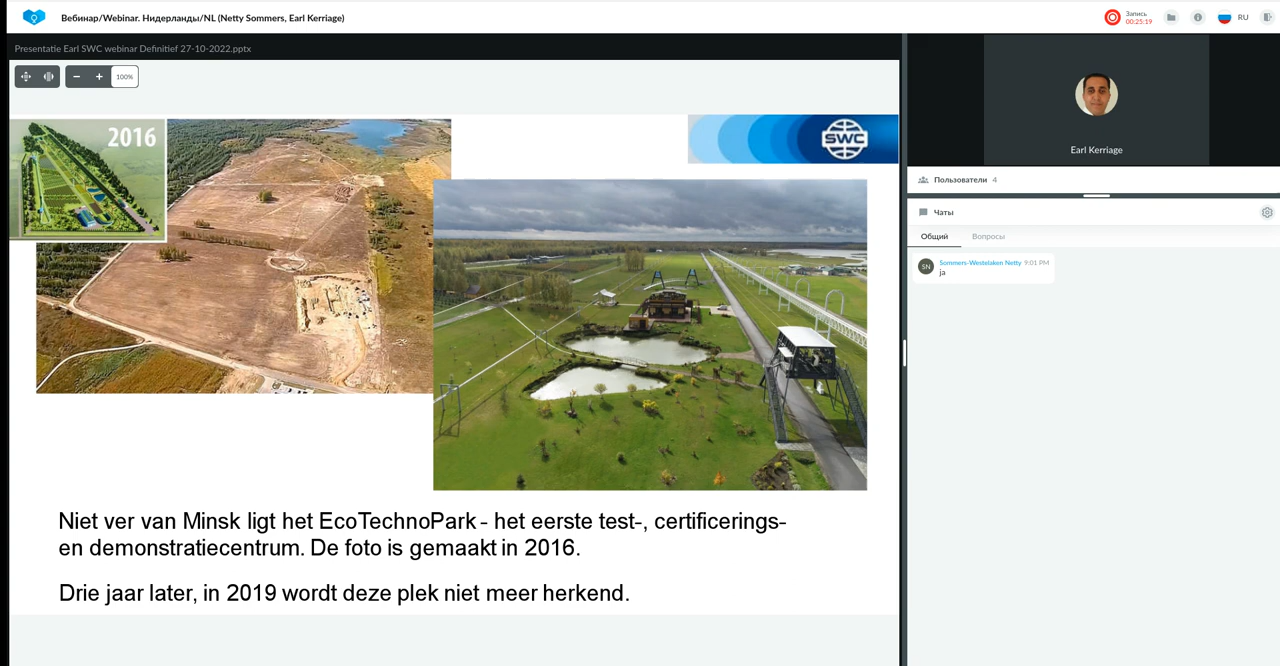 Вебинар/Webinar. Нидерланды/NL (Netty Sommers, Earl Kerriage)
Запись
00:25:19
RU
Presentatie Earl SWC webinar Definitief 27-10-2022.pptx
100%
2016
SWC
Niet ver van Minsk ligt het EcoTechnoPark - het eerste test-, certificerings-
en demonstratiecentrum. De foto is gemaakt in 2016.
Drie jaar later, in 2019 wordt deze plek niet meer herkend.
Earl Kerriage
Пользователи 4
Чаты
Общий Вопросы
SN
Sommers-Westelaken Netty 9:01 PM
ja